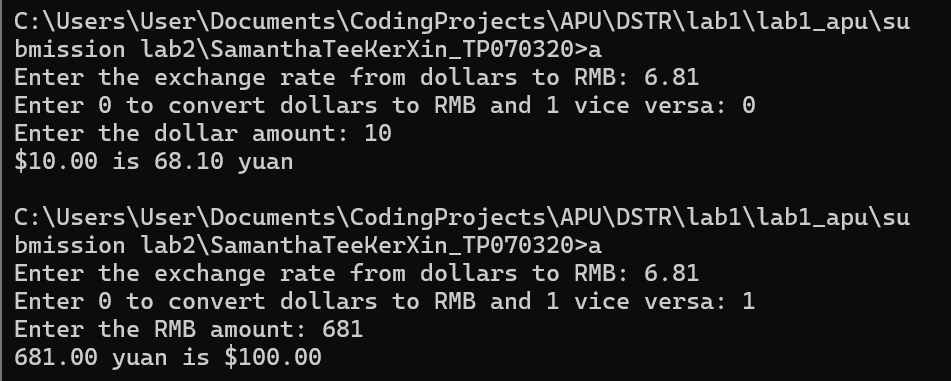 C:\Users\User\Documents\CodingProjects\APU\DSTR\lab1\lab1_apu\su
bmission lab2\SamanthaTeeKerXin_TP070320>a
Enter the exchange rate from dollars to RMB: 6.81
Enter 0 to convert dollars to RMB and 1 vice versa: 0
Enter the dollar amount: 10
$10.00 is 68.10 yuan
C:\Users\User\Documents\CodingProjects\APU\DSTR\lab1\lab1_apu\su
bmission lab2\SamanthaTeeKerXin_TP070320>a
Enter the exchange rate from dollars to RMB: 6.81
Enter 0 to convert dollars to RMB and 1 vice versa: 1
Enter the RMB amount: 681
681.00 yuan is $100.00